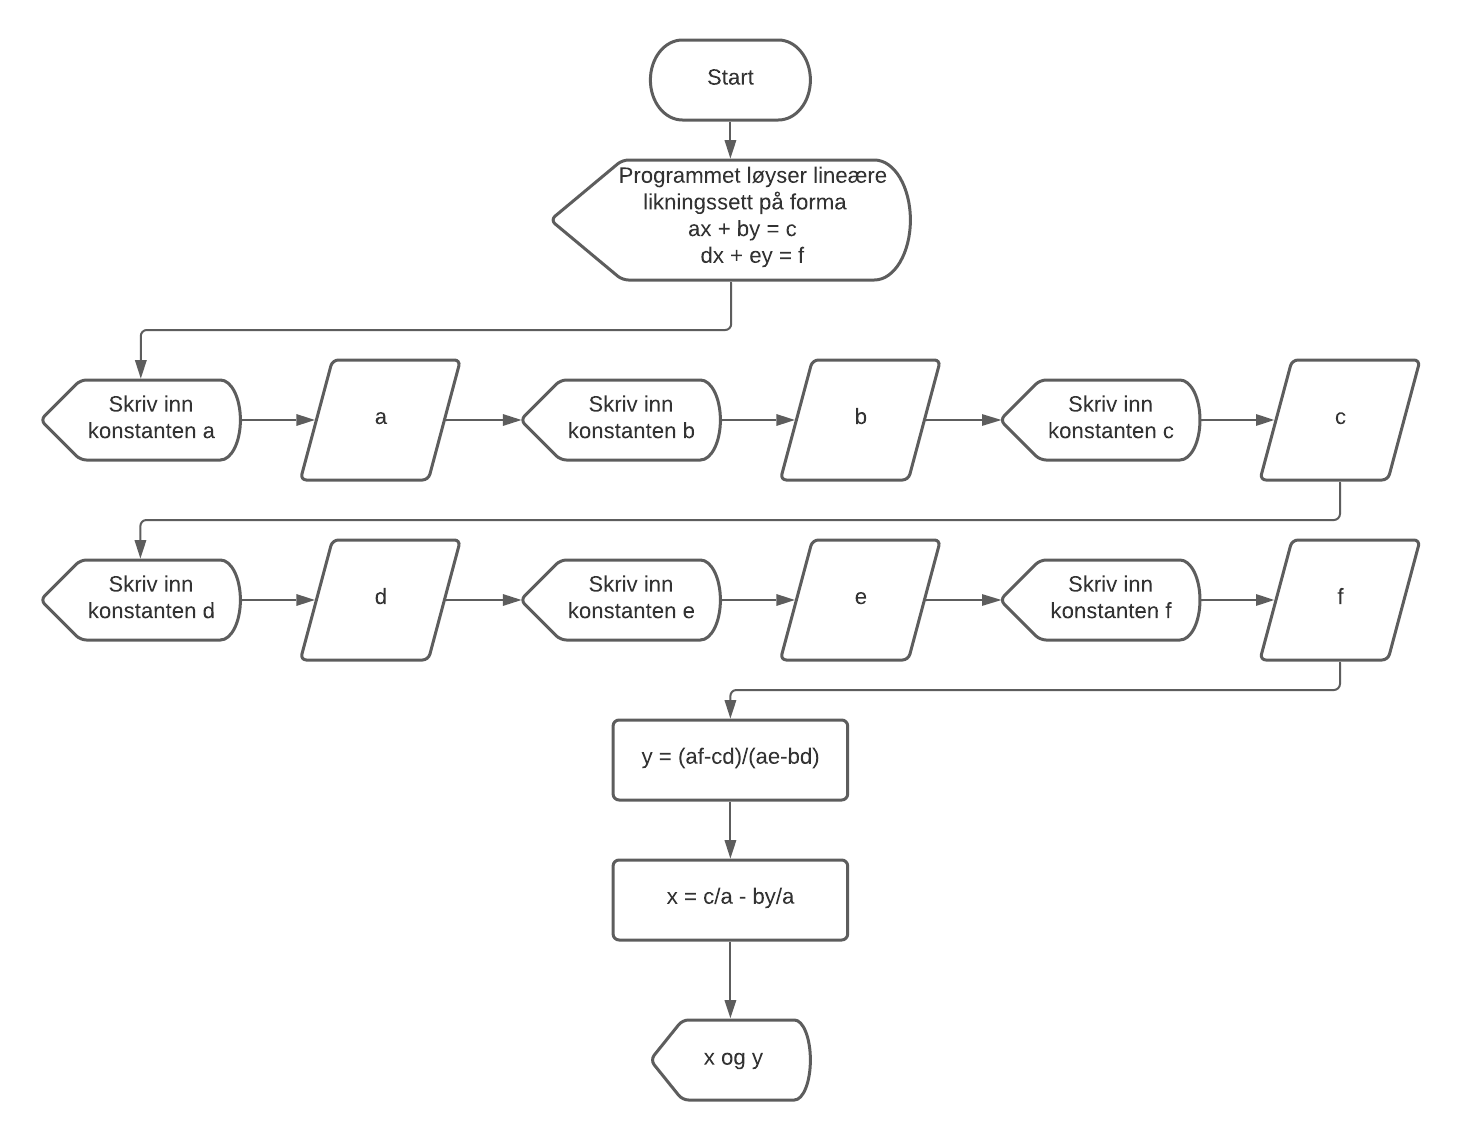 Start
Programmet løyser lineære
likningssett på forma
ax + by = c
dx + ey = f
Skriv inn
konstanten a
a
Skriv inn
konstanten b
b
Skriv inn
konstanten c
c
Skriv inn
konstanten d
d
Skriv inn
konstanten e
e
Skriv inn
konstanten f
f
y = (af-cd)/(ae-bd)
x = c/a - by/a
x og y